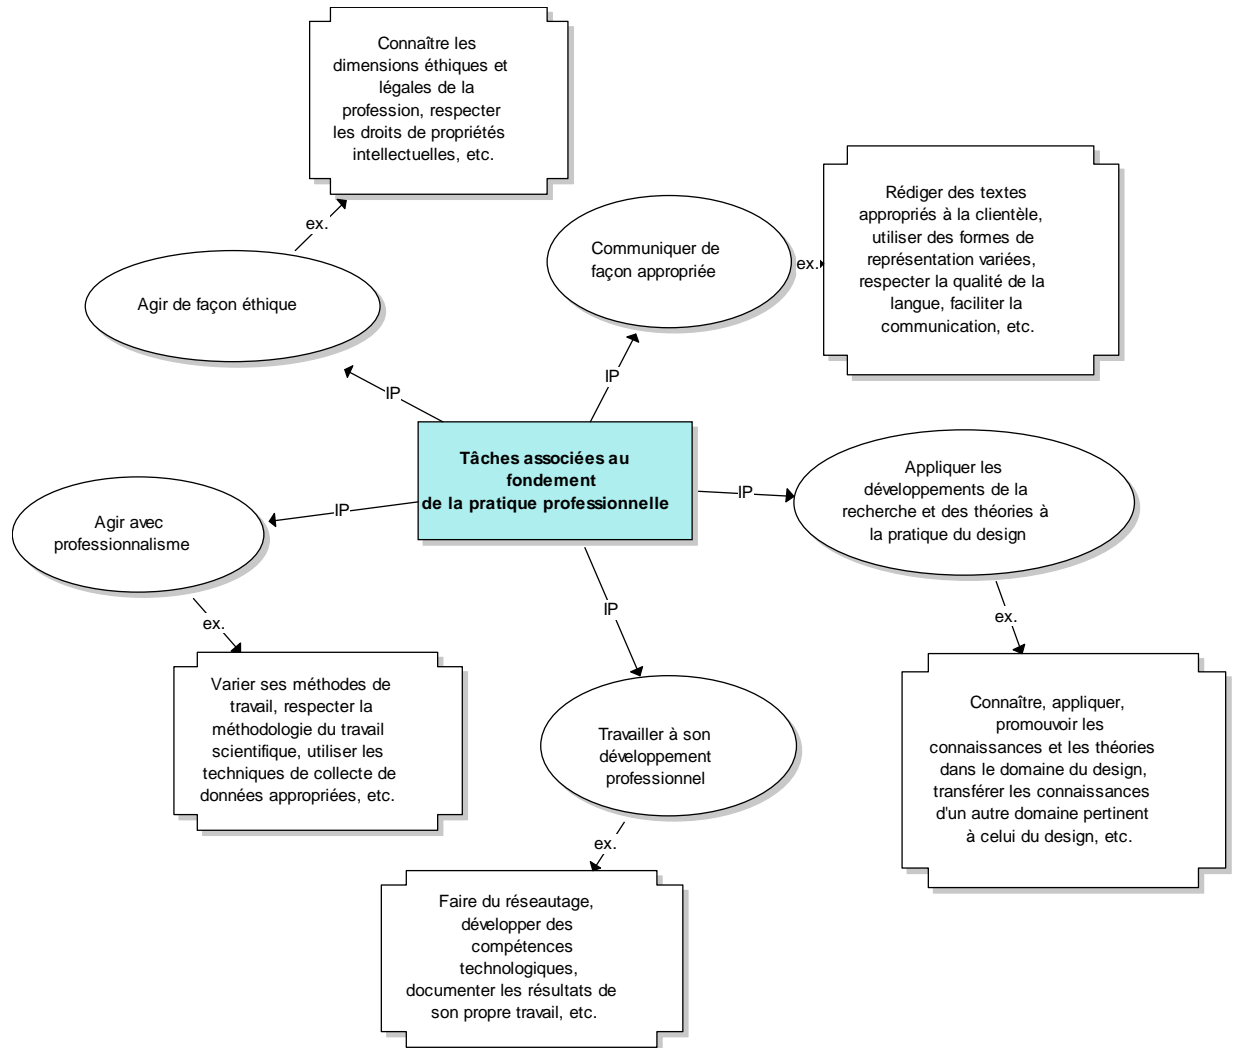 Connaître les
dimensions éthiques et
légales de la
profession, respecter
les droits de propriétés
intellectuelles, etc.
ex.
Agir de façon éthique
Communiquer de
façon appropriée
ex.
Rédiger des textes
appropriés à la clientèle,
utiliser des formes de
représentation variées,
respecter la qualité de la
langue, faciliter la
communication, etc.
IP
IP
Tâches associées au
fondement
de la pratique professionnelle
IP
Appliquer les
développements de la
recherche et des théories à
la pratique du design
IP
Agir avec
professionnalisme
IP
ex.
ex.
Varier ses méthodes de
travail, respecter la
méthodologie du travail
scientifique, utiliser les
techniques de collecte de
données appropriées, etc.
Travailler à son
développement
professionnel
Connaître, appliquer,
promouvoir les
connaissances et les théories
dans le domaine du design,
transférer les connaissances
d'un autre domaine pertinent
à celui du design, etc.
ex.
Faire du réseautage,
développer des
compétences
technologiques,
documenter les résultats de
son propre travail, etc.